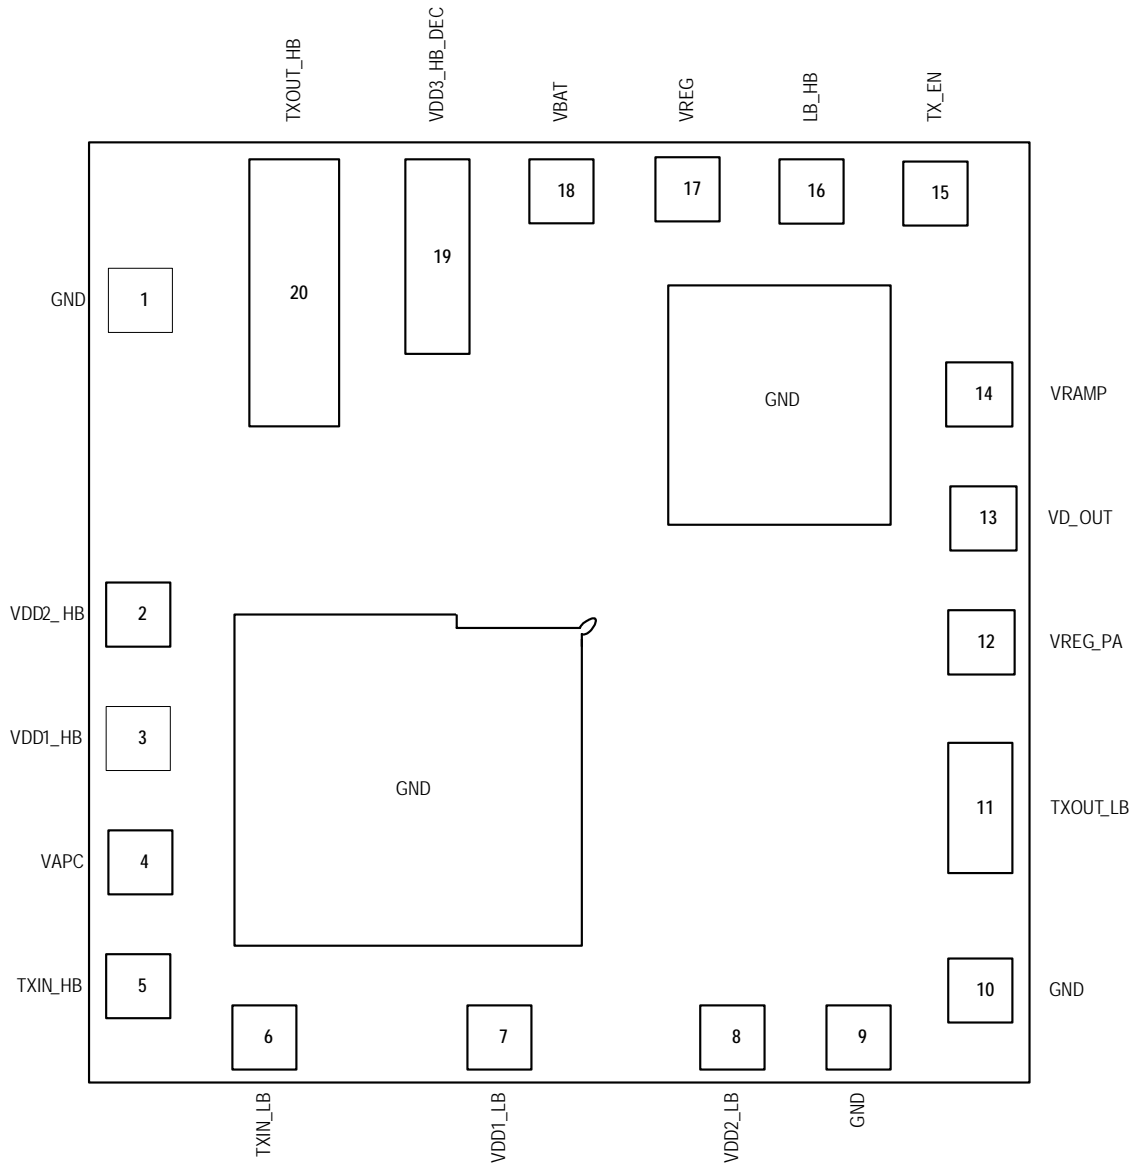 TXOUT_HB
VDD3_HB_DEC
VBAT
VREG
LB_HB
TX_EN
20
19
18
17
16
15
GND
1
GND
14
VRAMP
13
VD_OUT
VDD2_ HB
2
12
VREG_PA
VDD1_HB
3
GND
11
TXOUT_LB
VAPC
4
TXIN_HB
5
10
GND
6
7
8
9
TXIN_LB
VDD1_LB
VDD2_LB
GND